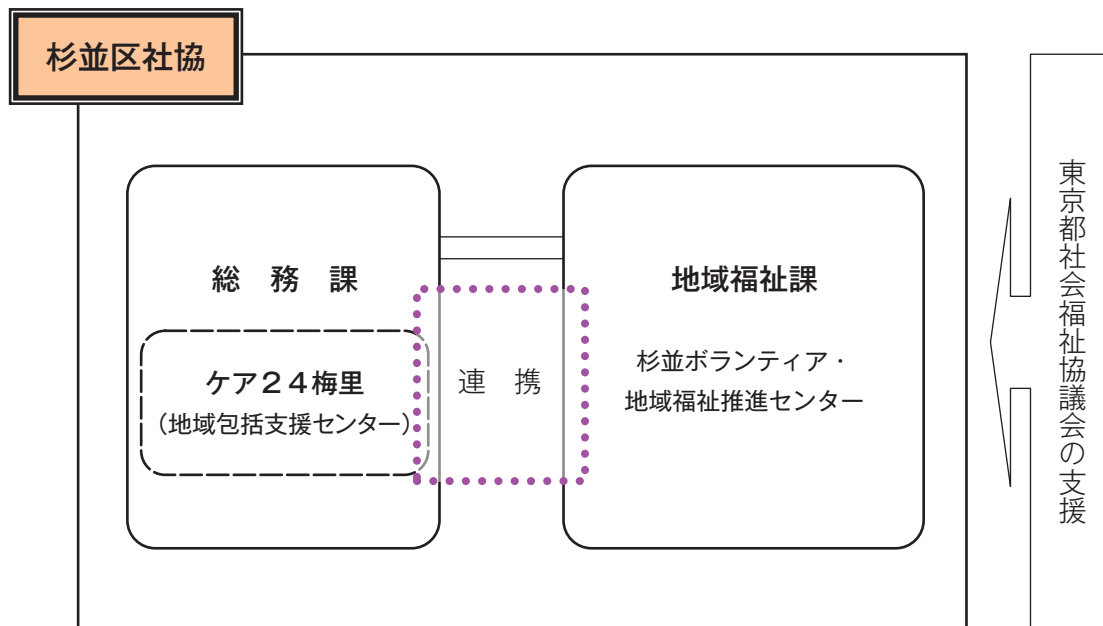 杉並区社協
総　務　課
ケア２４梅里
（地域包括支援センター）
連　携
地域福祉課
杉並ボランティア・
地域福祉推進センター
東京都社会福祉協議会の支援